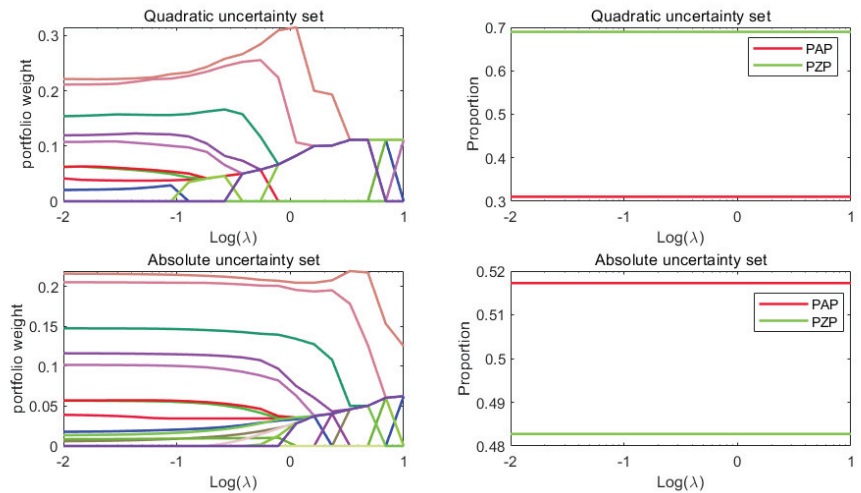 Quadratic uncertainty set
portfolio weight
0.3
0.2
0.1
0
-2
-1
0
1
Log(λ)
Quadratic uncertainty set
Proportion
0.7
0.6
0.5
0.4
0.3
PAP
PZP
-2
-1
0
1
Log(λ)
Absolute uncertainty set
portfolio weight
0.2
0.15
0.1
0.05
0
-2
-1
0
1
Log(λ)
Absolute uncertainty set
Proportion
0.52
0.51
0.5
0.49
0.48
PAP
PZP
-2
-1
0
1
Log(λ)